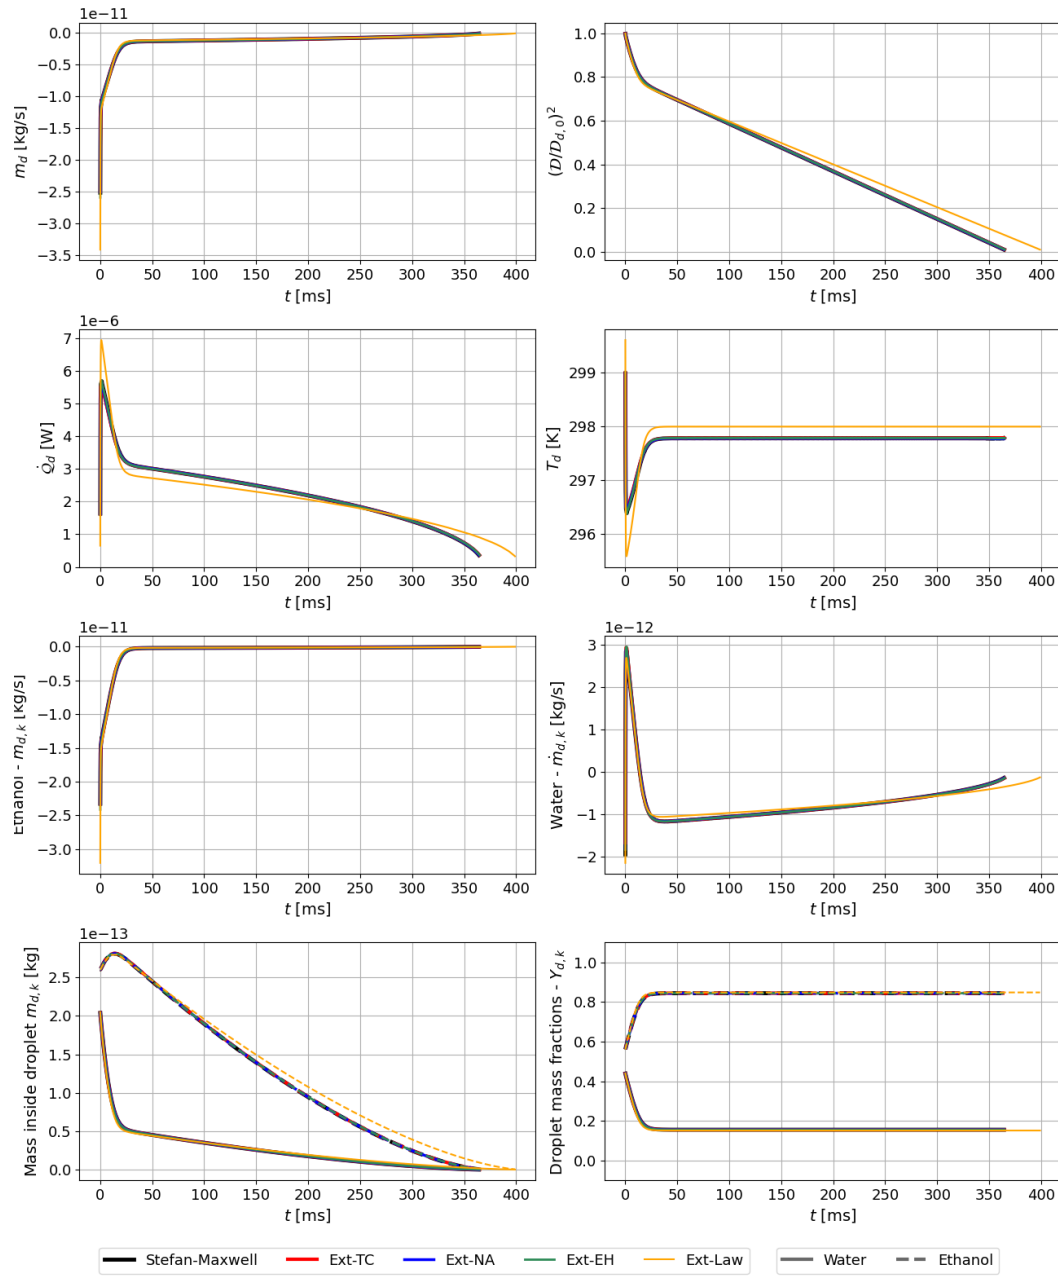 1e−11
0.0
−0.5
−1.0
−1.5
−2.0
−2.5
−3.0
−3.5
m_d [kg/s]
0 50 100 150 200 250 300 350 400
t [ms]
1.0
0.8
0.6
0.4
0.2
0.0
(D/D_{d,0})^2
0 50 100 150 200 250 300 350 400
t [ms]
1e−6
7
6
5
4
3
2
1
0
Q̇_d [W]
0 50 100 150 200 250 300 350 400
t [ms]
299
298
297
296
T_d [K]
0 50 100 150 200 250 300 350 400
t [ms]
1e−11
0.0
−0.5
−1.0
−1.5
−2.0
−2.5
−3.0
Ethanol - m_{d,k} [kg/s]
0 50 100 150 200 250 300 350 400
t [ms]
1e−12
3
2
1
0
−1
−2
Water - ṁ_{d,k} [kg/s]
0 50 100 150 200 250 300 350 400
t [ms]
1e−13
2.5
2.0
1.5
1.0
0.5
0.0
Mass inside droplet m_{d,k} [kg]
0 50 100 150 200 250 300 350 400
t [ms]
1.0
0.8
0.6
0.4
0.2
0.0
Droplet mass fractions - Y_{d,k}
0 50 100 150 200 250 300 350 400
t [ms]
Stefan-Maxwell Ext-TC Ext-NA Ext-EH Ext-Law Water Ethanol